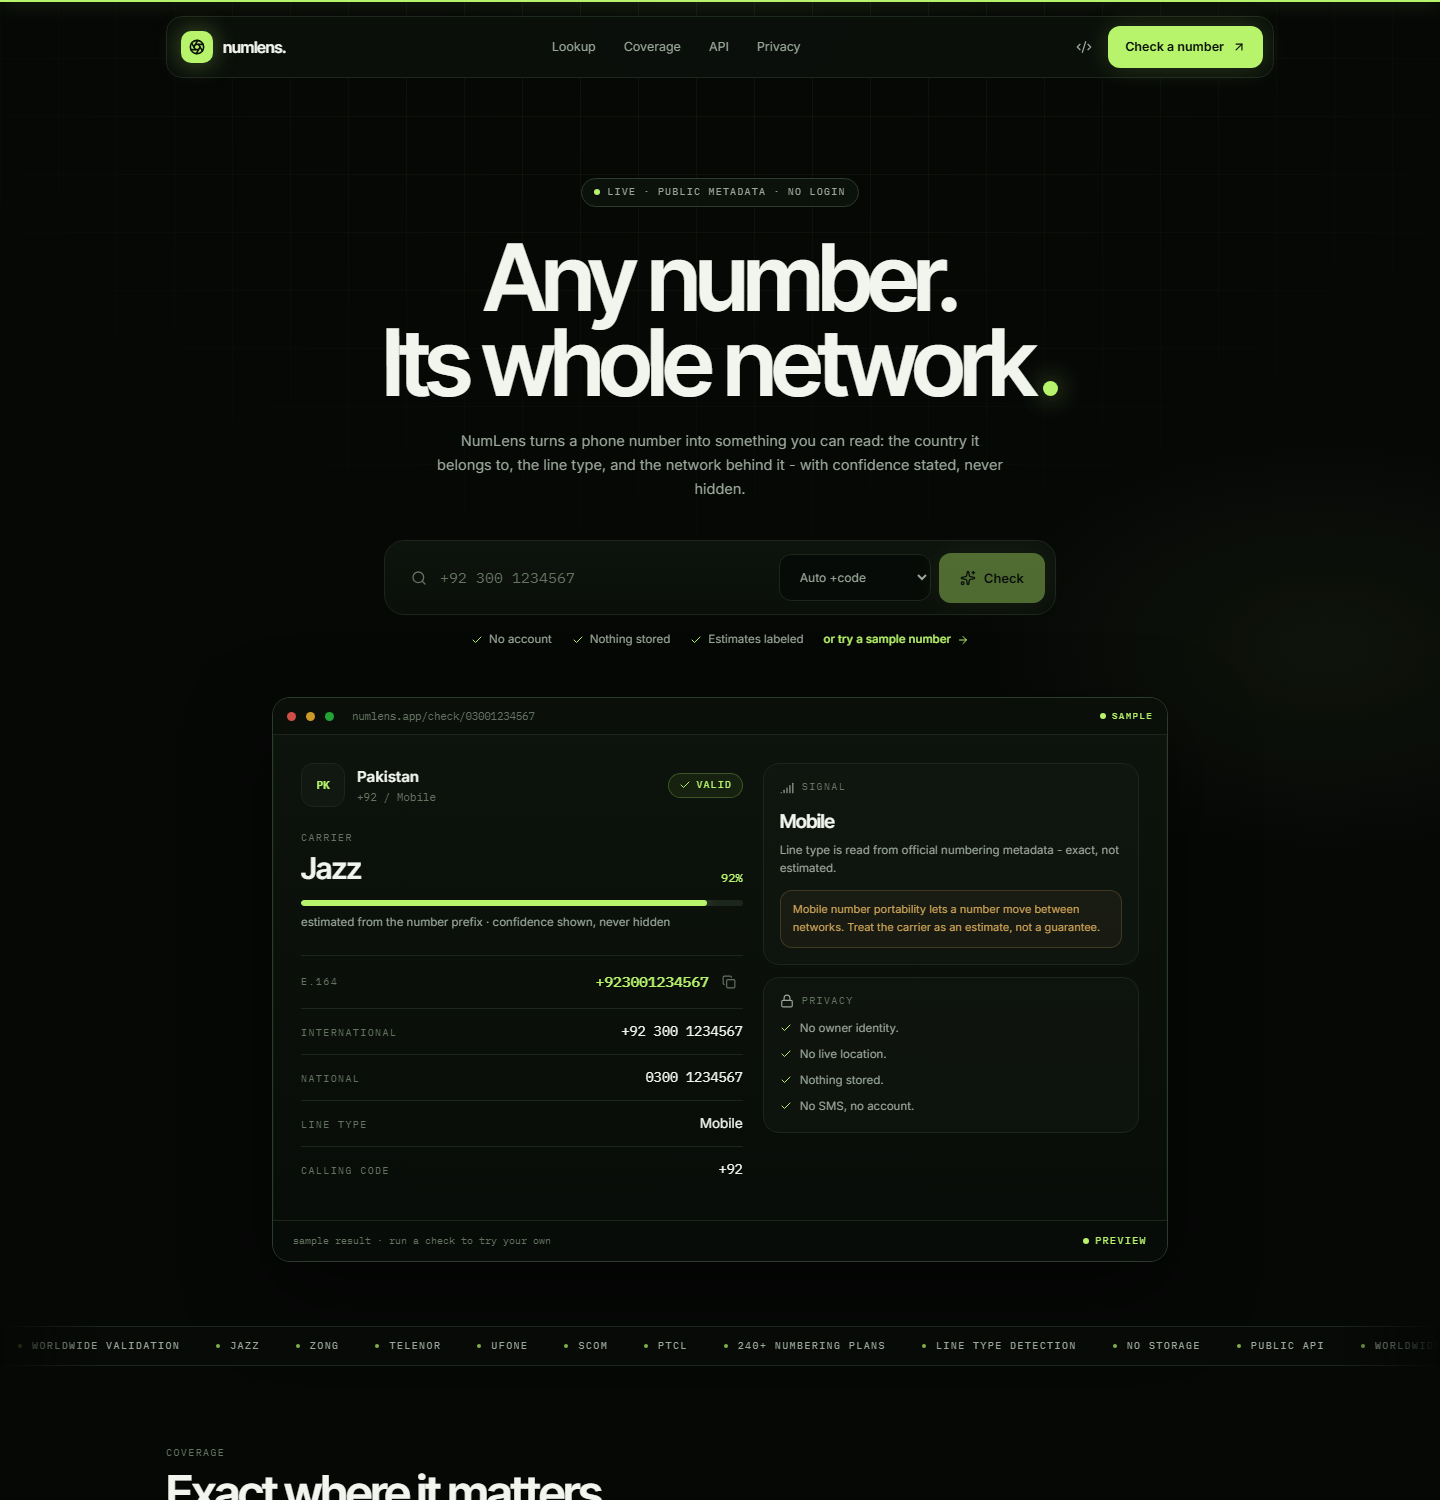 numlens.
Lookup
Coverage
API
Privacy
Check a number
LIVE · PUBLIC METADATA · NO LOGIN
Any number.
Its whole network.
NumLens turns a phone number into something you can read: the country it
belongs to, the line type, and the network behind it - with confidence stated, never
hidden.
+92 300 1234567
Auto +code
Check
No account
Nothing stored
Estimates labeled
or try a sample number
numlens.app/check/03001234567
SAMPLE
PK
Pakistan
+92 / Mobile
VALID
CARRIER
Jazz
92%
estimated from the number prefix · confidence shown, never hidden
E.164
+923001234567
INTERNATIONAL
+92 300 1234567
NATIONAL
0300 1234567
LINE TYPE
Mobile
CALLING CODE
+92
SIGNAL
Mobile
Line type is read from official numbering metadata - exact, not
estimated.
Mobile number portability lets a number move between
networks. Treat the carrier as an estimate, not a guarantee.
PRIVACY
No owner identity.
No live location.
Nothing stored.
No SMS, no account.
sample result · run a check to try your own
PREVIEW
WORLDWIDE VALIDATION
JAZZ
ZONG
TELENOR
UFONE
SCOM
PTCL
240+ NUMBERING PLANS
LINE TYPE DETECTION
NO STORAGE
PUBLIC API
COVERAGE
Exact where it matters